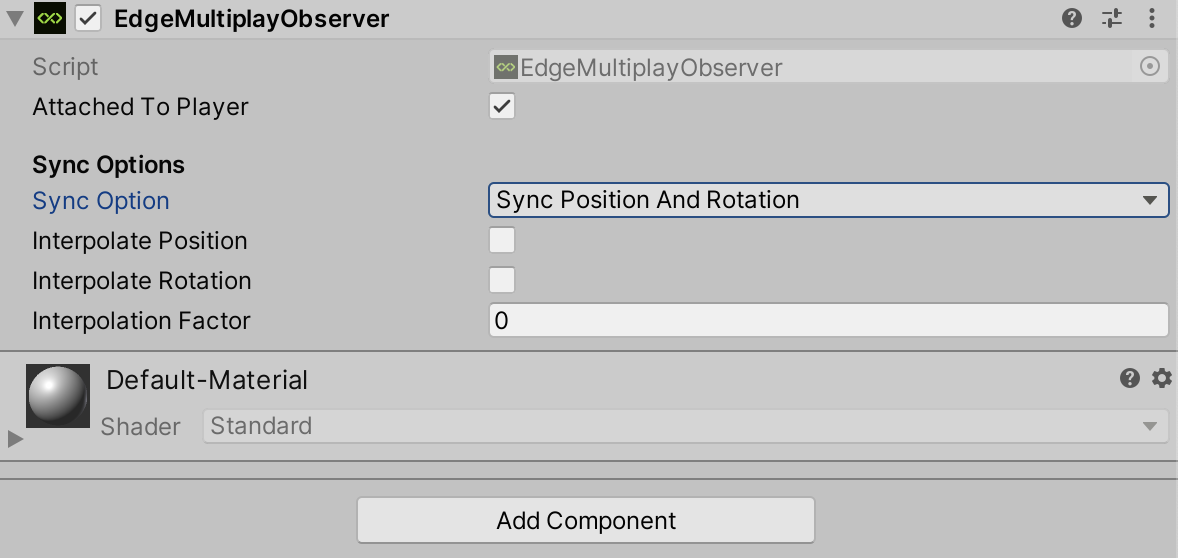 EdgeMultiplayObserver
Script EdgeMultiplayObserver
Attached To Player
Sync Options
Sync Option Sync Position And Rotation
Interpolate Position
Interpolate Rotation
Interpolation Factor 0
Default-Material
Shader Standard
Add Component